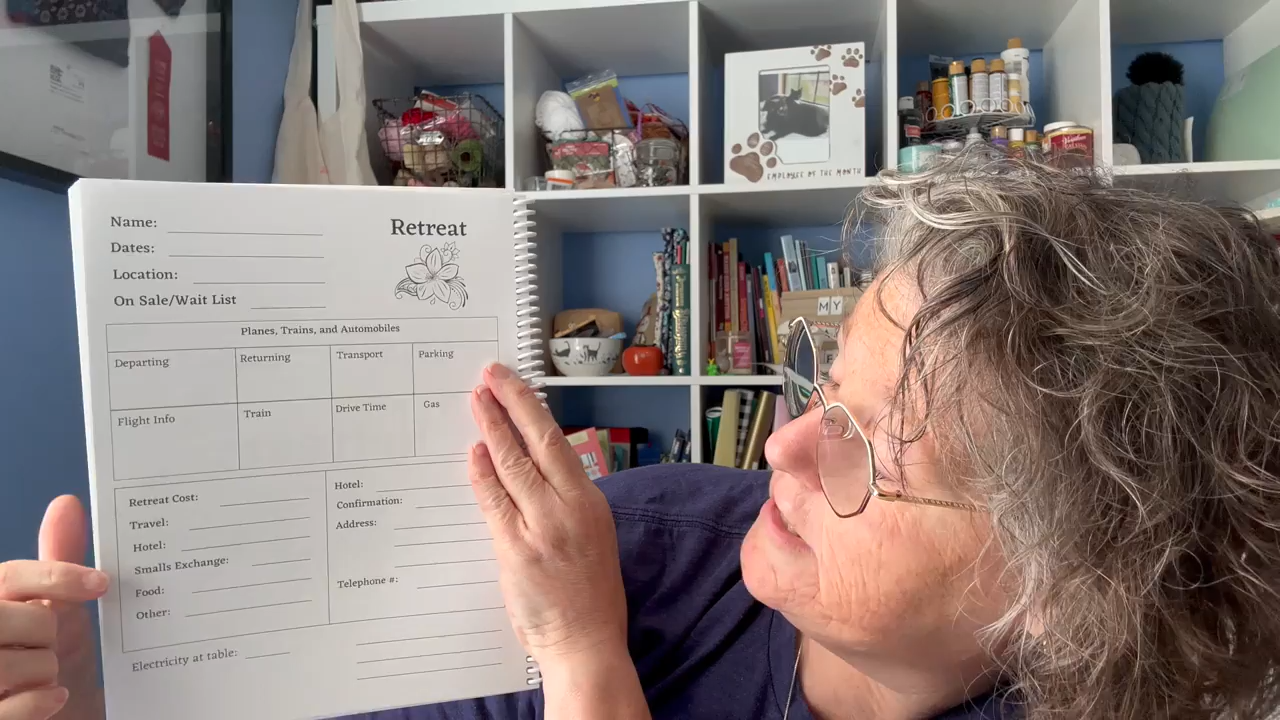 EMPLOYEE OF THE MONTH
MY
Name:
Retreat
Dates:
Location:
On Sale/Wait List
Planes, Trains, and Automobiles
Departing
Returning
Transport
Parking
Flight Info
Train
Drive Time
Gas
Retreat Cost:
Travel:
Hotel:
Smalls Exchange:
Food:
Other:
Hotel:
Confirmation:
Address:
Telephone #:
Electricity at table: